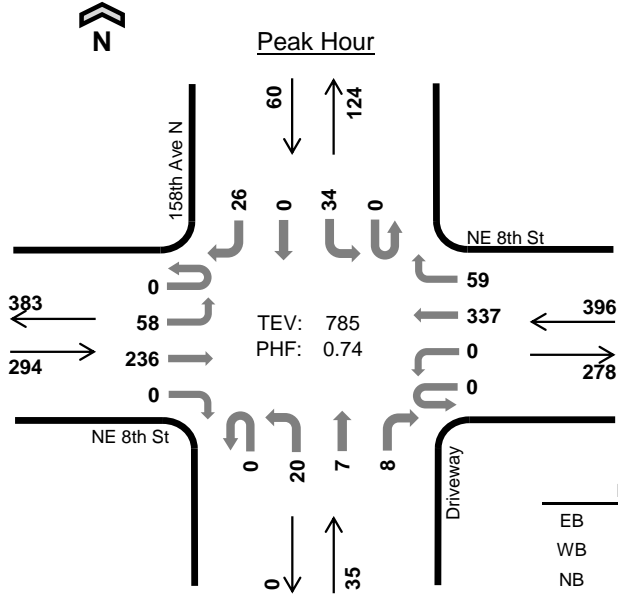 N
Peak Hour
60
124
158th Ave N
26
0
34
0
NE 8th St
0
59
383
58
TEV: 785
337
396
294
236
PHF: 0.74
0
278
0
0
NE 8th St
0
20
7
8
Driveway
0
35
EB
WB
NB